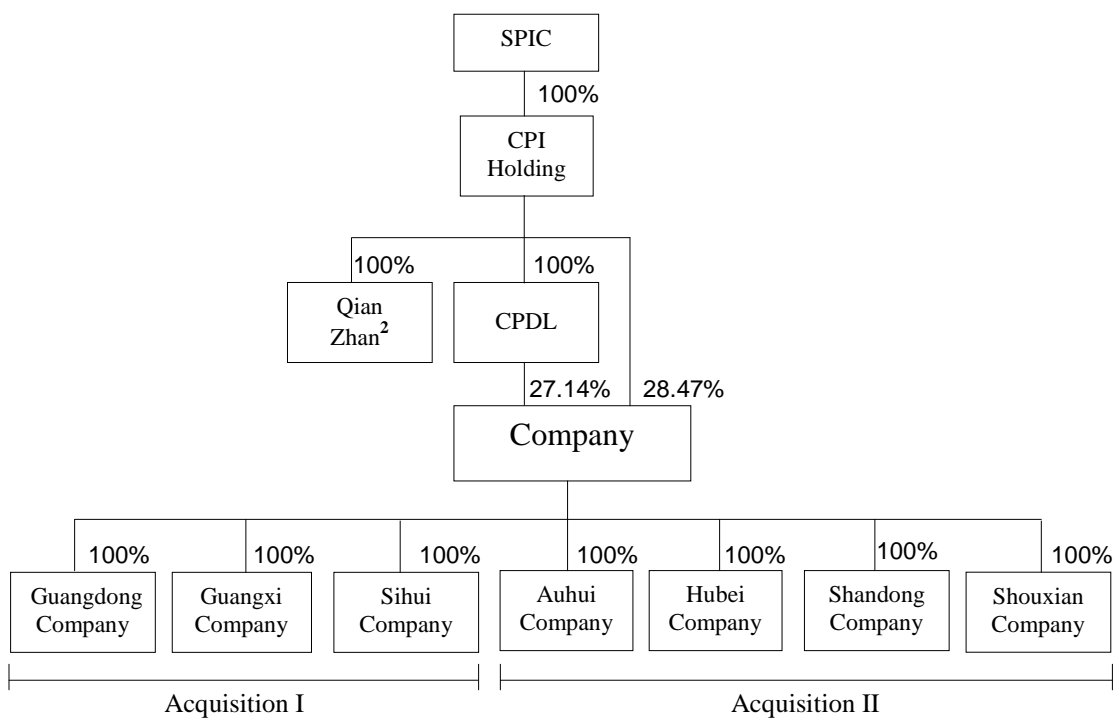 SPIC
100%
CPI
Holding
100%
100%
Qian
Zhan2
CPDL
27.14%
28.47%
Company
100%
100%
100%
100%
100%
100%
100%
Guangdong
Company
Guangxi
Company
Sihui
Company
Auhui
Company
Hubei
Company
Shandong
Company
Shouxian
Company
Acquisition I
Acquisition II